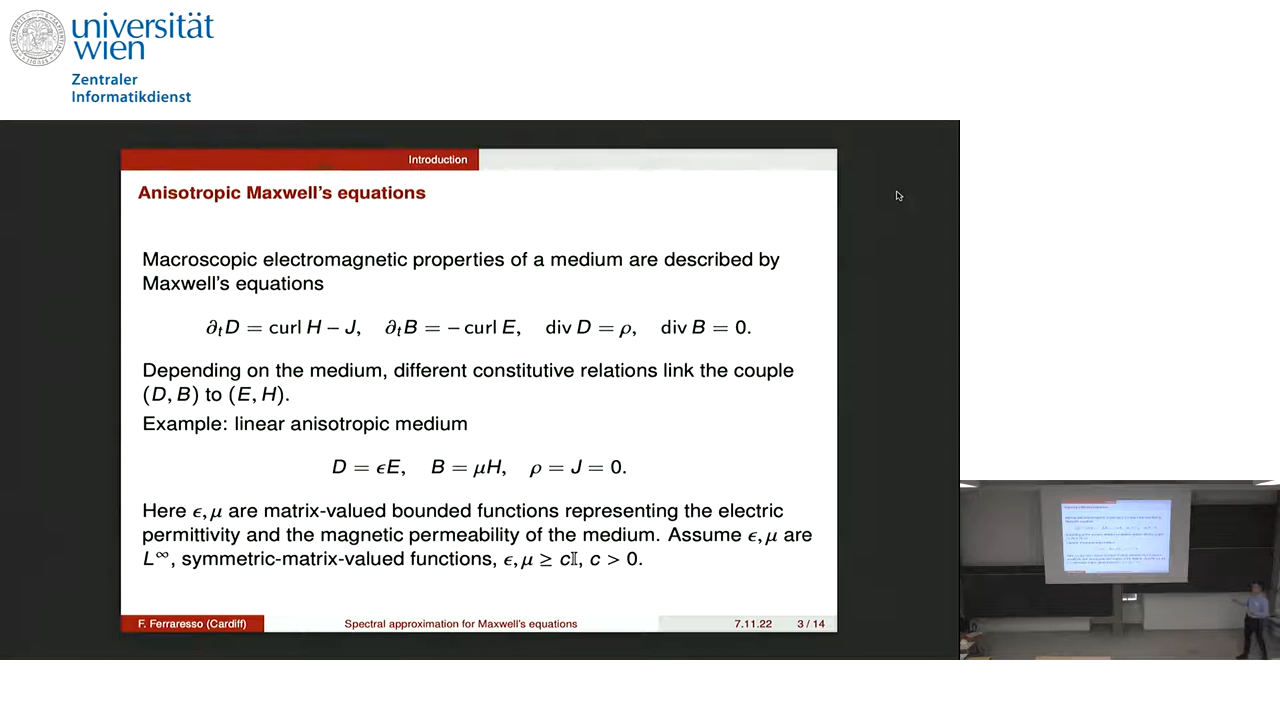 universität
wien
Zentraler
Informatikdienst
Introduction
Anisotropic Maxwell's equations
Macroscopic electromagnetic properties of a medium are described by
Maxwell's equations
∂ₜD = curl H − J, ∂ₜB = − curl E, div D = ρ, div B = 0.
Depending on the medium, different constitutive relations link the couple
(D, B) to (E, H).
Example: linear anisotropic medium
D = ϵE, B = μH, ρ = J = 0.
Here ϵ, μ are matrix-valued bounded functions representing the electric
permittivity and the magnetic permeability of the medium. Assume ϵ, μ are
L^∞, symmetric-matrix-valued functions, ϵ, μ ≥ c𝕀, c > 0.
F. Ferraresso (Cardiff) Spectral approximation for Maxwell's equations 7.11.22 3 / 14